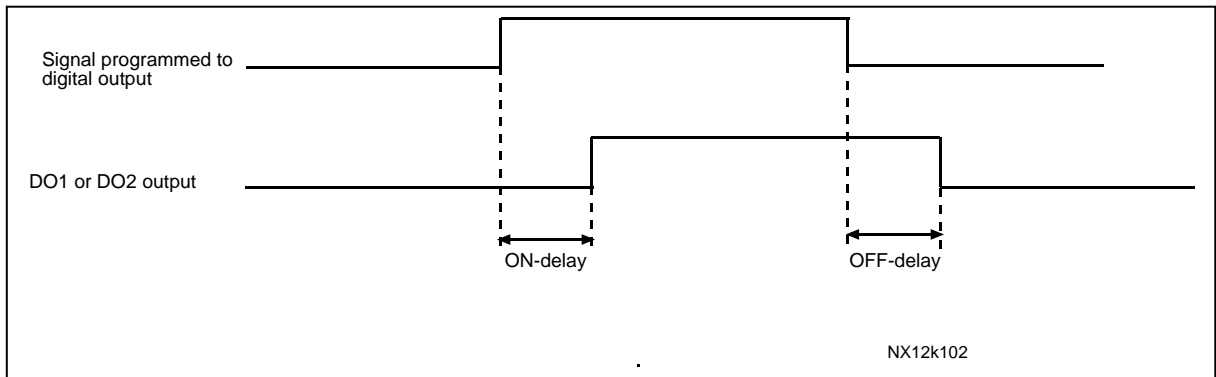 Signal programmed to
digital output
DO1 or DO2 output
ON-delay
OFF-delay
NX12k102